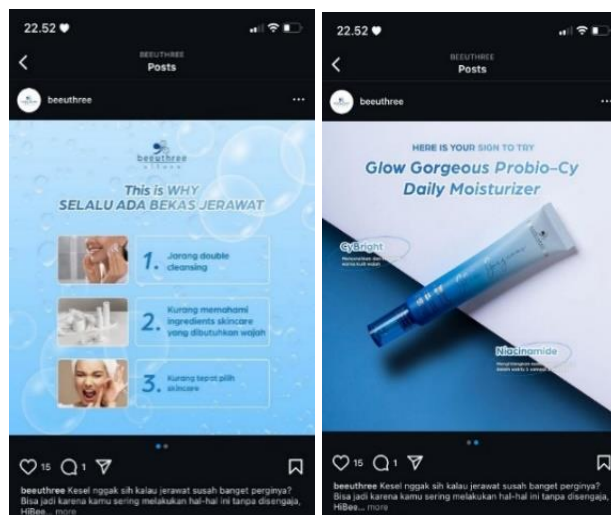 22.52
BEEUTHREE
Posts
beeuthree
beeuthree
This is WHY
SELALU ADA BEKAS JERAWAT
1. Jarang double
cleansing
2. Kurang memahami
ingredients skincare
yang dibutuhkan wajah
3. Kurang tepat pilih
skincare
15 1
beeuthree Kesel nggak sih kalau jerawat susah banget perginya?
Bisa jadi karena kamu sering melakukan hal-hal ini tanpa disengaja,
HiBee... more
22.52
BEEUTHREE
Posts
beeuthree
HERE IS YOUR SIGN TO TRY
Glow Gorgeous Probio-Cy
Daily Moisturizer
CyBright
Niacinamide
15 1
beeuthree Kesel nggak sih kalau jerawat susah banget perginya?
Bisa jadi karena kamu sering melakukan hal-hal ini tanpa disengaja,
HiBee... more